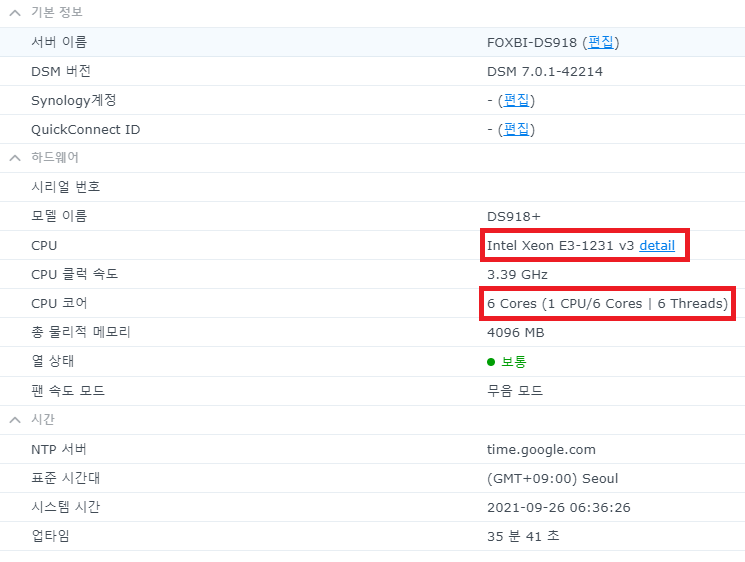 기본 정보
서버 이름 FOXBI-DS918 (편집)
DSM 버전 DSM 7.0.1-42214
Synology계정 - (편집)
QuickConnect ID - (편집)
하드웨어
시리얼 번호
모델 이름 DS918+
CPU Intel Xeon E3-1231 v3 detail
CPU 클럭 속도 3.39 GHz
CPU 코어 6 Cores (1 CPU/6 Cores | 6 Threads)
총 물리적 메모리 4096 MB
열 상태 보통
팬 속도 모드 무음 모드
시간
NTP 서버 time.google.com
표준 시간대 (GMT+09:00) Seoul
시스템 시간 2021-09-26 06:36:26
업타임 35 분 41 초